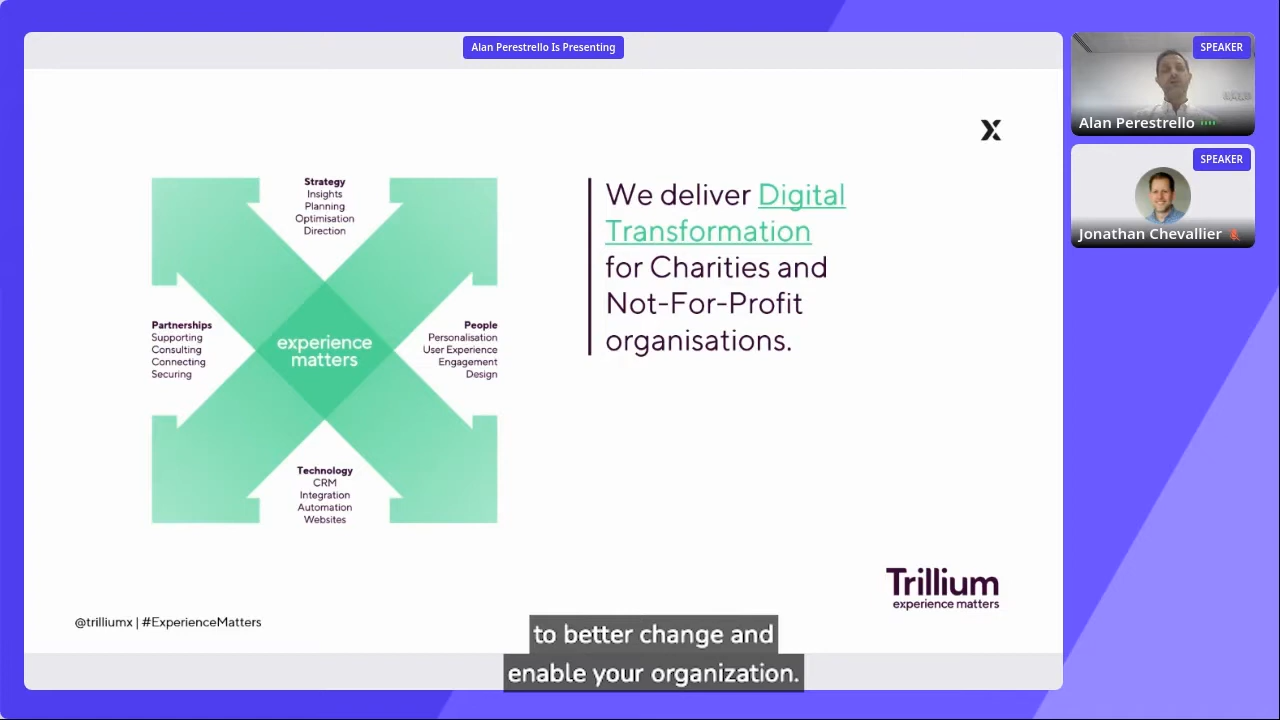 Alan Perestrello Is Presenting
SPEAKER
Alan Perestrello
SPEAKER
Jonathan Chevallier
Strategy
Insights
Planning
Optimisation
Direction
Partnerships
Supporting
Consulting
Connecting
Securing
experience
matters
People
Personalisation
User Experience
Engagement
Design
Technology
CRM
Integration
Automation
Websites
We deliver Digital
Transformation
for Charities and
Not-For-Profit
organisations.
Trillium
experience matters
@trilliumx | #ExperienceMatters
to better change and
enable your organization.